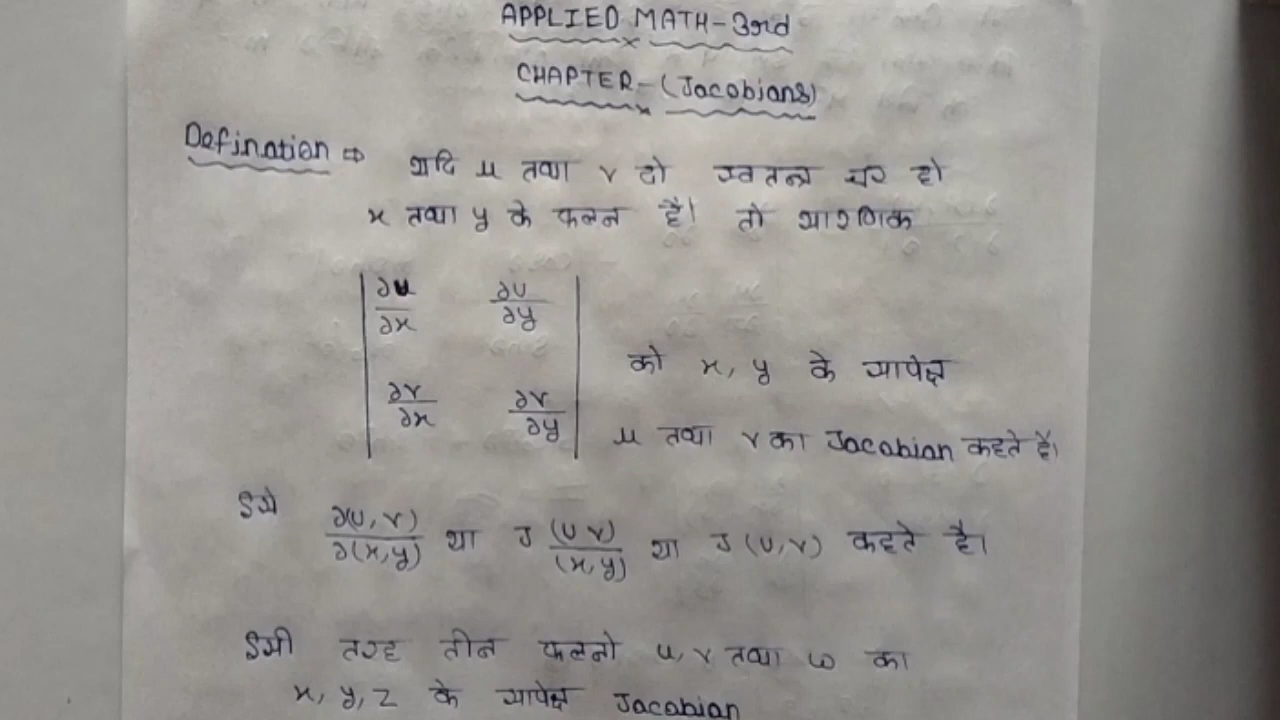 APPLIED MATH-3rd
CHAPTER-(Jacobians)
Defination ⇒ यदि u तथा v दो स्वतन्त्र चर हो
x तथा y के फलन है। तो सारणिक
| ∂u/∂x ∂u/∂y |
को x, y के सापेक्ष
| ∂v/∂x ∂v/∂y |
u तथा v का Jacobian कहते है।
इसे ∂(u,v)/∂(x,y) या J (u v)/(x,y) या J(u,v) कहते है।
इसी तरह तीन फलनो u, v तथा w का
x, y, z के सापेक्ष Jacobian